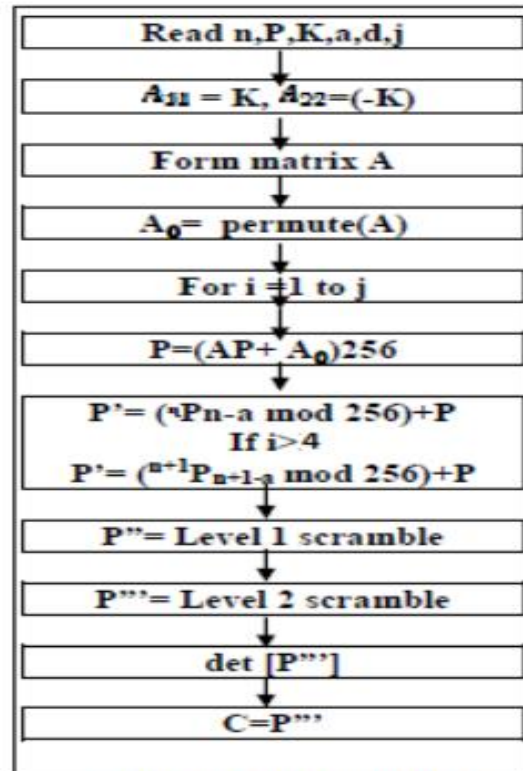 Read n,P,K,a,d,j
A₁₁ = K, A₂₂=(-K)
Form matrix A
A₀= permute(A)
For i =1 to j
P=(AP+ A₀)256
P’= (ⁿPn-a mod 256)+P
If i>4
P’= (ⁿ⁺¹Pₙ₊₁₋ₐ mod 256)+P
P”= Level 1 scramble
P”’= Level 2 scramble
det [P”’]
C=P”’